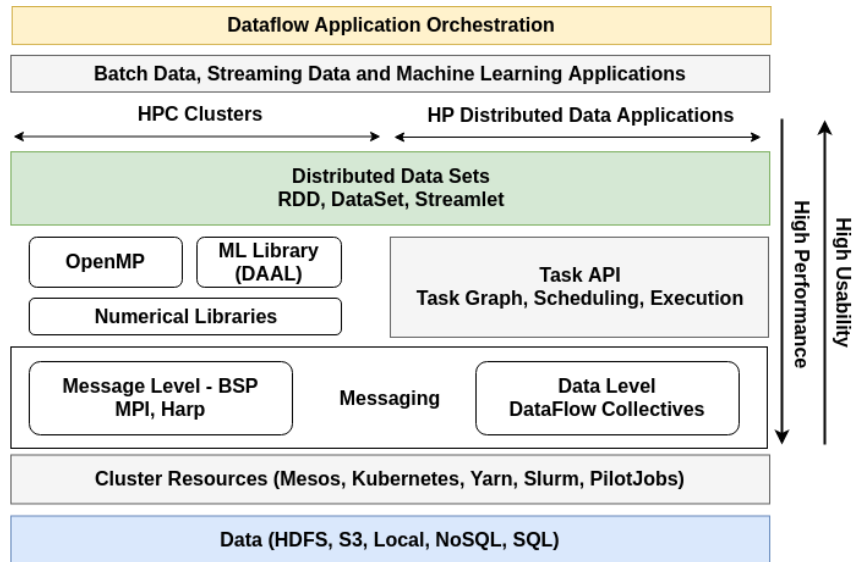 Dataflow Application Orchestration
Batch Data, Streaming Data and Machine Learning Applications
HPC Clusters
HP Distributed Data Applications
Distributed Data Sets
RDD, DataSet, Streamlet
OpenMP
ML Library
(DAAL)
Numerical Libraries
Task API
Task Graph, Scheduling, Execution
Message Level - BSP
MPI, Harp
Messaging
Data Level
DataFlow Collectives
High Performance
High Usability
Cluster Resources (Mesos, Kubernetes, Yarn, Slurm, PilotJobs)
Data (HDFS, S3, Local, NoSQL, SQL)